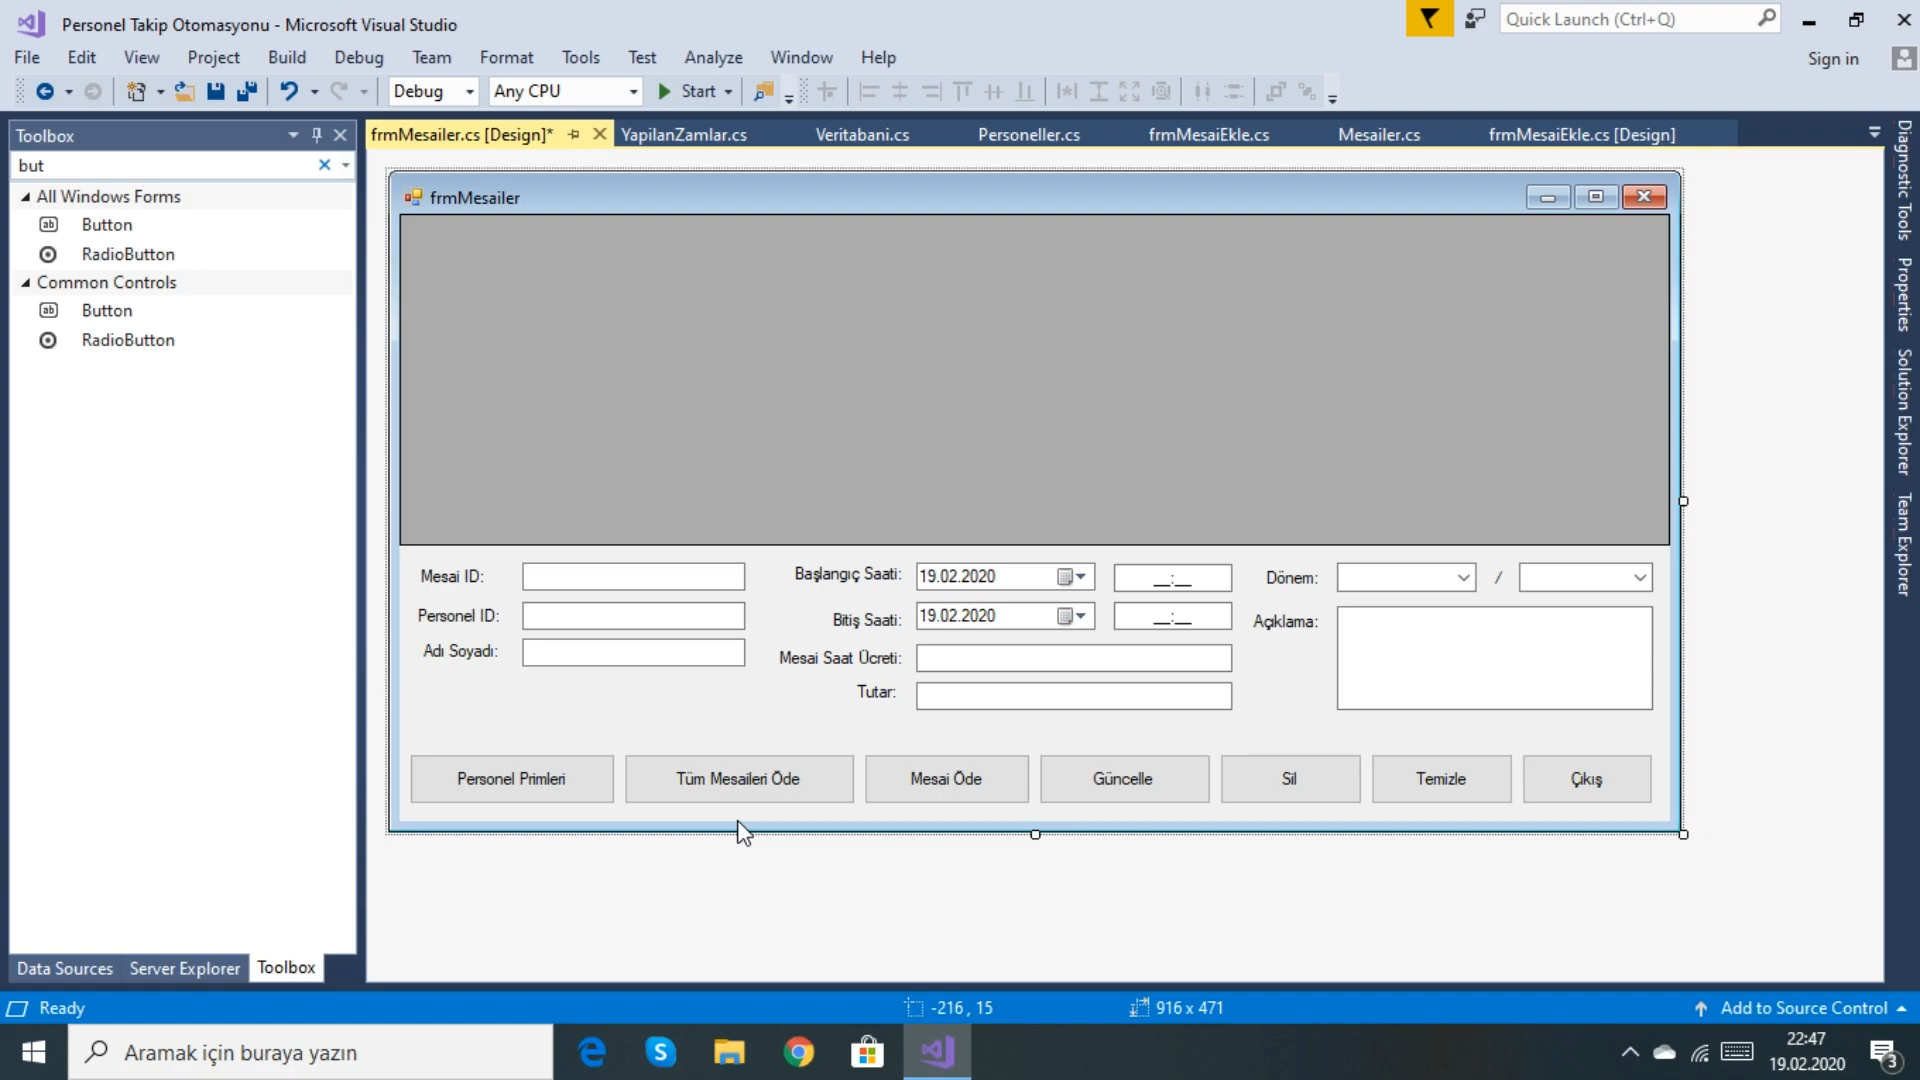 Personel Takip Otomasyonu - Microsoft Visual Studio
Quick Launch (Ctrl+Q)
File Edit View Project Build Debug Team Format Tools Test Analyze Window Help
Sign in
Debug Any CPU Start
Toolbox
frmMesailer.cs [Design]* YapilanZamlar.cs Veritabani.cs Personeller.cs frmMesaiEkle.cs Mesailer.cs frmMesaiEkle.cs [Design]
but
All Windows Forms
Button
RadioButton
Common Controls
Button
RadioButton
frmMesailer
Mesai ID:
Personel ID:
Adı Soyadı:
Başlangıç Saati: 19.02.2020 __:__
Bitiş Saati: 19.02.2020 __:__
Mesai Saat Ücreti:
Tutar:
Dönem: /
Açıklama:
Personel Primleri
Tüm Mesaileri Öde
Mesai Öde
Güncelle
Sil
Temizle
Çıkış
Diagnostic Tools
Properties
Solution Explorer
Team Explorer
Data Sources Server Explorer Toolbox
Ready
-216 , 15
916 x 471
Add to Source Control
Aramak için buraya yazın
22:47
19.02.2020
3